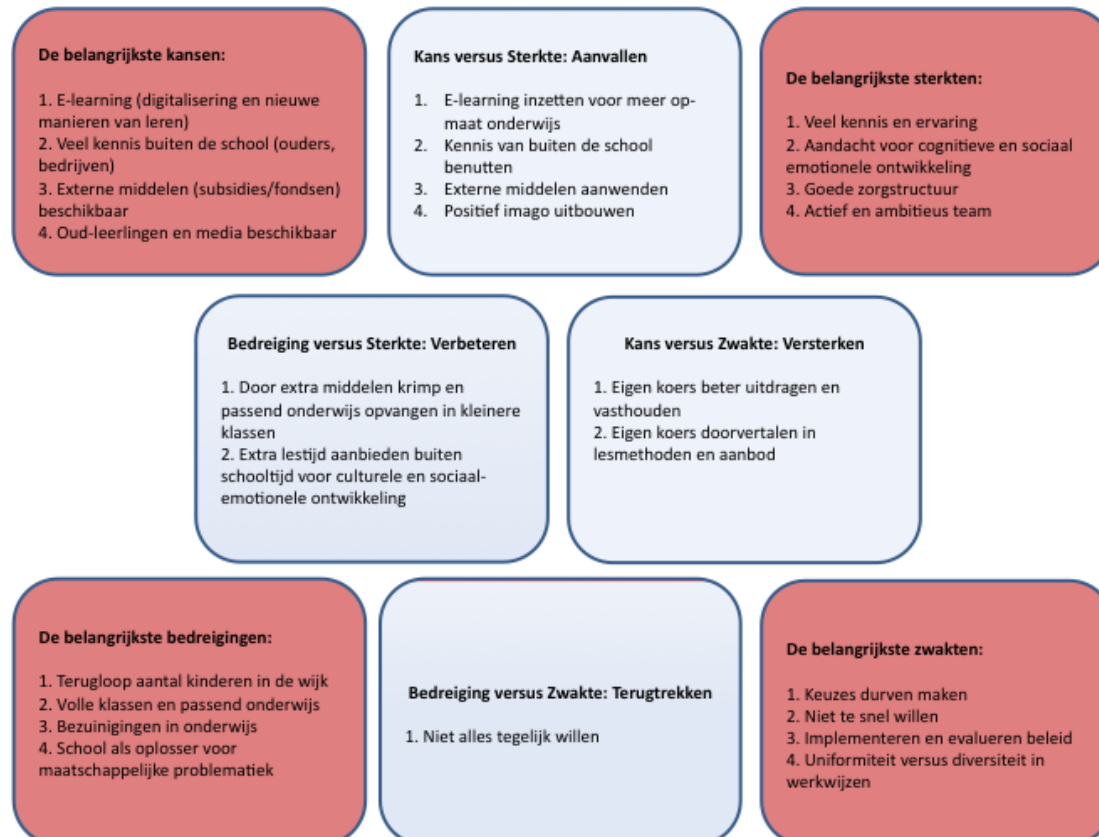 De belangrijkste kansen:
1. E-learning (digitalisering en nieuwe
manieren van leren)
2. Veel kennis buiten de school (ouders,
bedrijven)
3. Externe middelen (subsidies/fondsen)
beschikbaar
4. Oud-leerlingen en media beschikbaar
Kans versus Sterkte: Aanvallen
1. E-learning inzetten voor meer op-
maat onderwijs
2. Kennis van buiten de school
benutten
3. Externe middelen aanwenden
4. Positief imago uitbouwen
De belangrijkste sterkten:
1. Veel kennis en ervaring
2. Aandacht voor cognitieve en sociaal
emotionele ontwikkeling
3. Goede zorgstructuur
4. Actief en ambitieus team
Bedreiging versus Sterkte: Verbeteren
1. Door extra middelen krimp en
passend onderwijs opvangen in kleinere
klassen
2. Extra lestijd aanbieden buiten
schooltijd voor culturele en sociaal-
emotionele ontwikkeling
Kans versus Zwakte: Versterken
1. Eigen koers beter uitdragen en
vasthouden
2. Eigen koers doorvertalen in
lesmethoden en aanbod
De belangrijkste bedreigingen:
1. Terugloop aantal kinderen in de wijk
2. Volle klassen en passend onderwijs
3. Bezuinigingen in onderwijs
4. School als oplosser voor
maatschappelijke problematiek
Bedreiging versus Zwakte: Terugtrekken
1. Niet alles tegelijk willen
De belangrijkste zwakten:
1. Keuzes durven maken
2. Niet te snel willen
3. Implementeren en evalueren beleid
4. Uniformiteit versus diversiteit in
werkwijzen